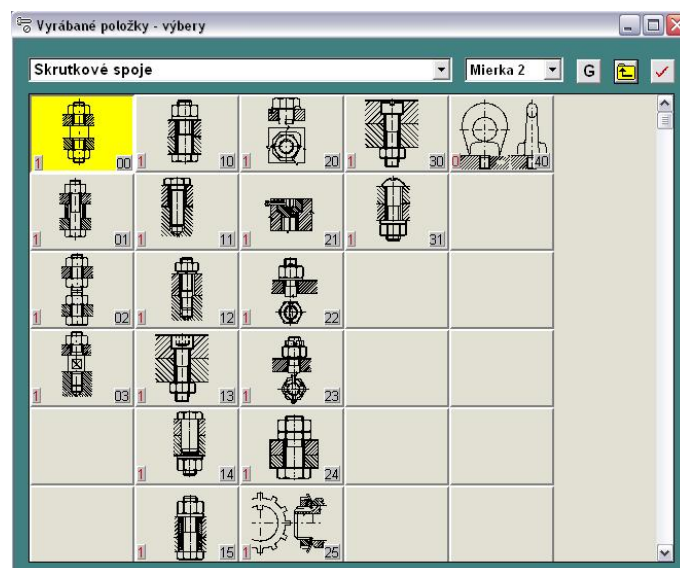 Vyrábané položky - výbery
Skrutkové spoje
Mierka 2
G
1 00 1 10 1 20 1 30 0 40
1 01 1 11 1 21 1 31
1 02 1 12 1 22
1 03 1 13 1 23
1 14 1 24
1 15 1 25